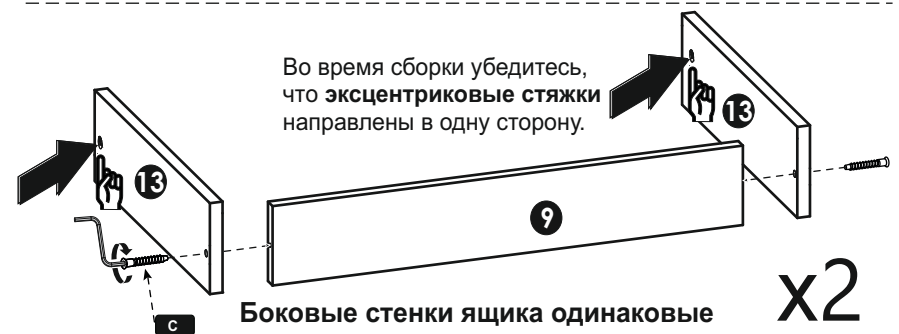 Во время сборки убедитесь,
что эксцентриковые стяжки
направлены в одну сторону.
13
13
9
C
Боковые стенки ящика одинаковые
x2